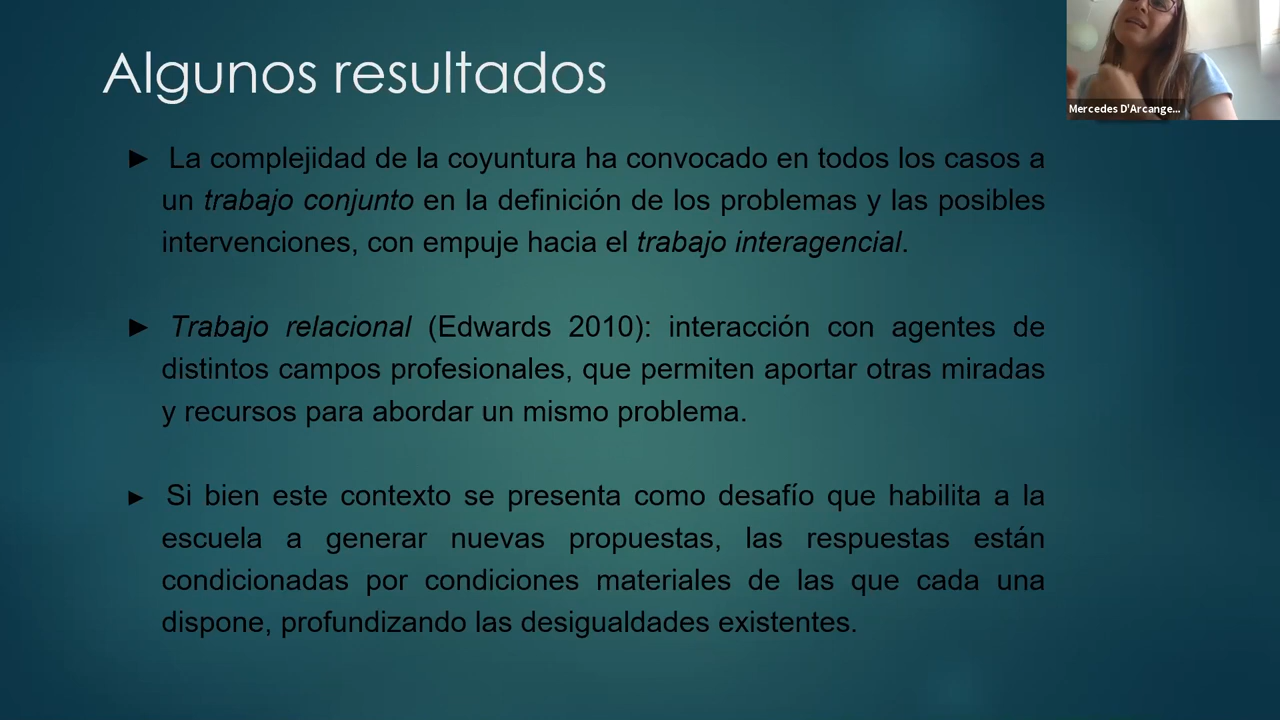 Algunos resultados
Mercedes D'Arcange...
► La complejidad de la coyuntura ha convocado en todos los casos a
un trabajo conjunto en la definición de los problemas y las posibles
intervenciones, con empuje hacia el trabajo interagencial.
► Trabajo relacional (Edwards 2010): interacción con agentes de
distintos campos profesionales, que permiten aportar otras miradas
y recursos para abordar un mismo problema.
► Si bien este contexto se presenta como desafío que habilita a la
escuela a generar nuevas propuestas, las respuestas están
condicionadas por condiciones materiales de las que cada una
dispone, profundizando las desigualdades existentes.